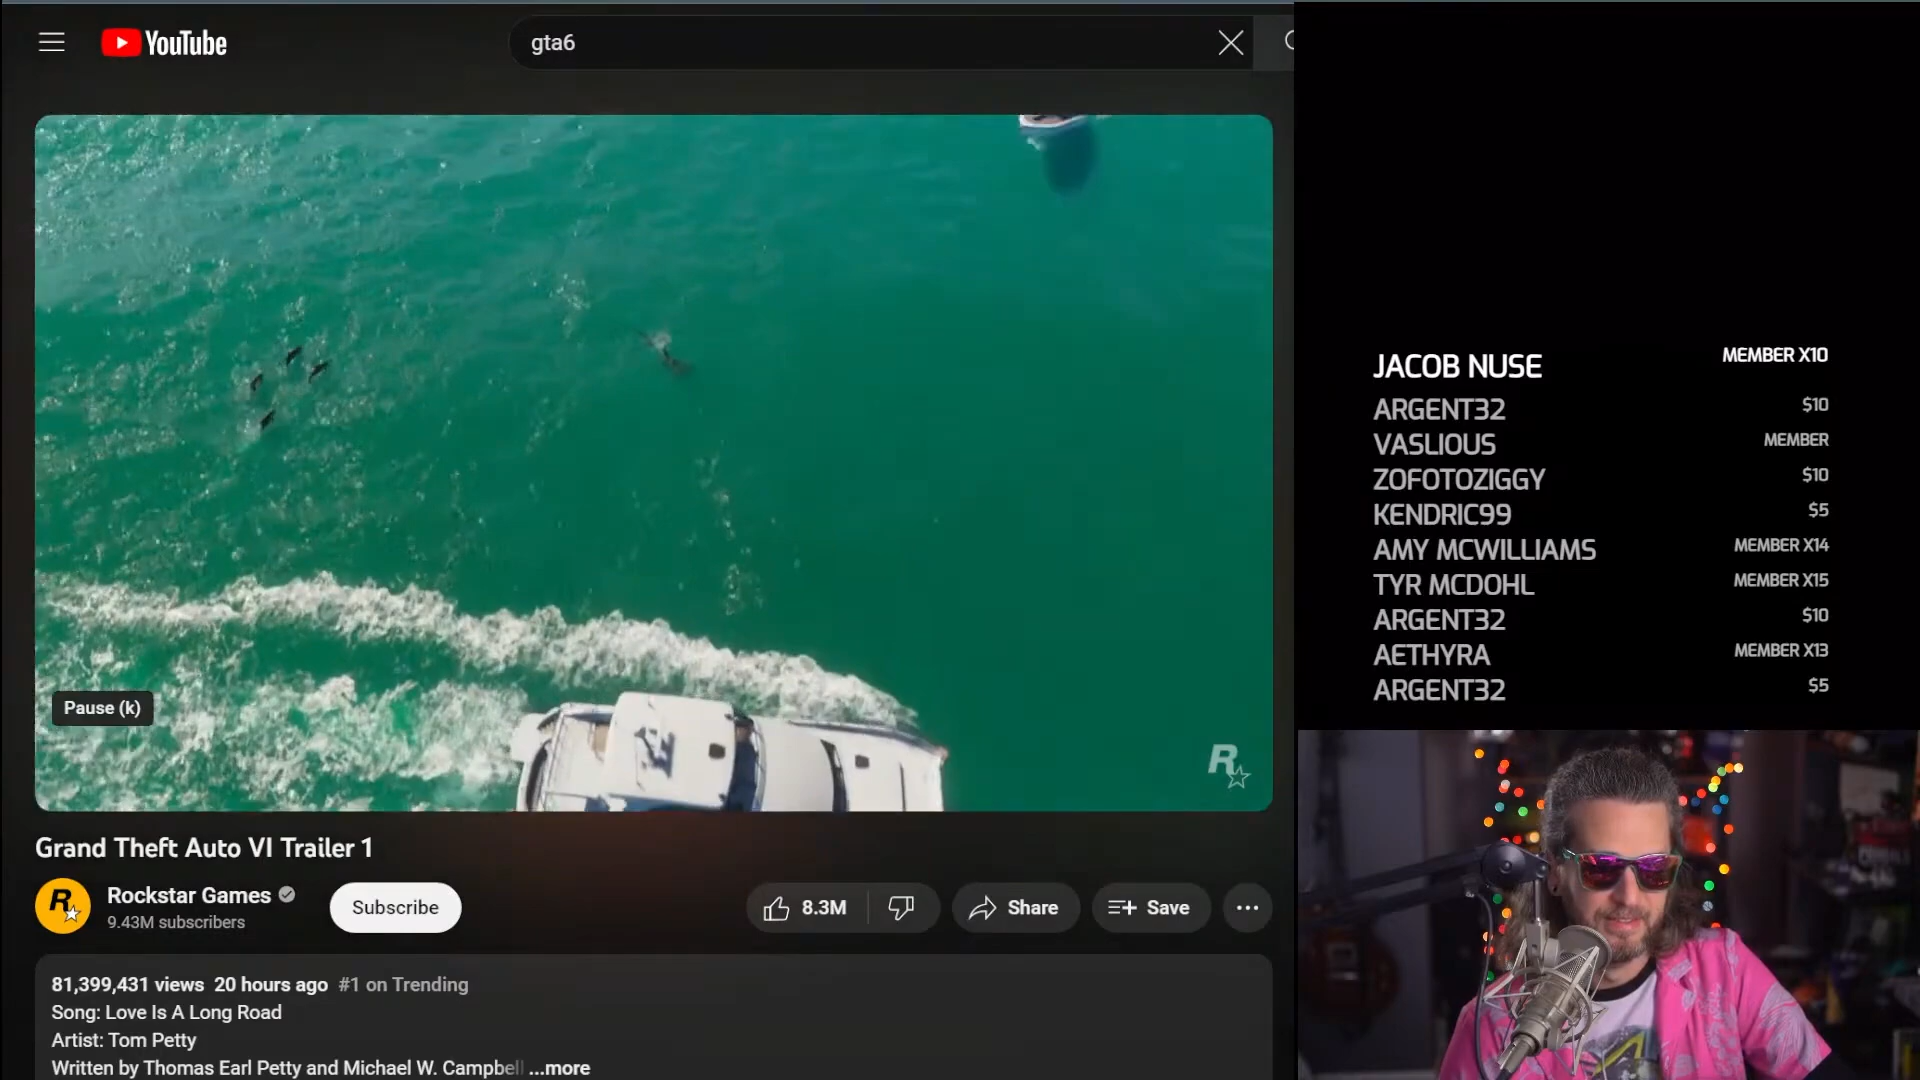 YouTube
gta6
Pause (k)
R
Grand Theft Auto VI Trailer 1
R
Rockstar Games
9.43M subscribers
Subscribe
8.3M
Share
Save
81,399,431 views 20 hours ago #1 on Trending
Song: Love Is A Long Road
Artist: Tom Petty
Written by Thomas Earl Petty and Michael W. Campbell ...more
JACOB NUSE MEMBER X10
ARGENT32 $10
VASLIOUS MEMBER
ZOFOTOZIGGY $10
KENDRIC99 $5
AMY MCWILLIAMS MEMBER X14
TYR MCDOHL MEMBER X15
ARGENT32 $10
AETHYRA MEMBER X13
ARGENT32 $5